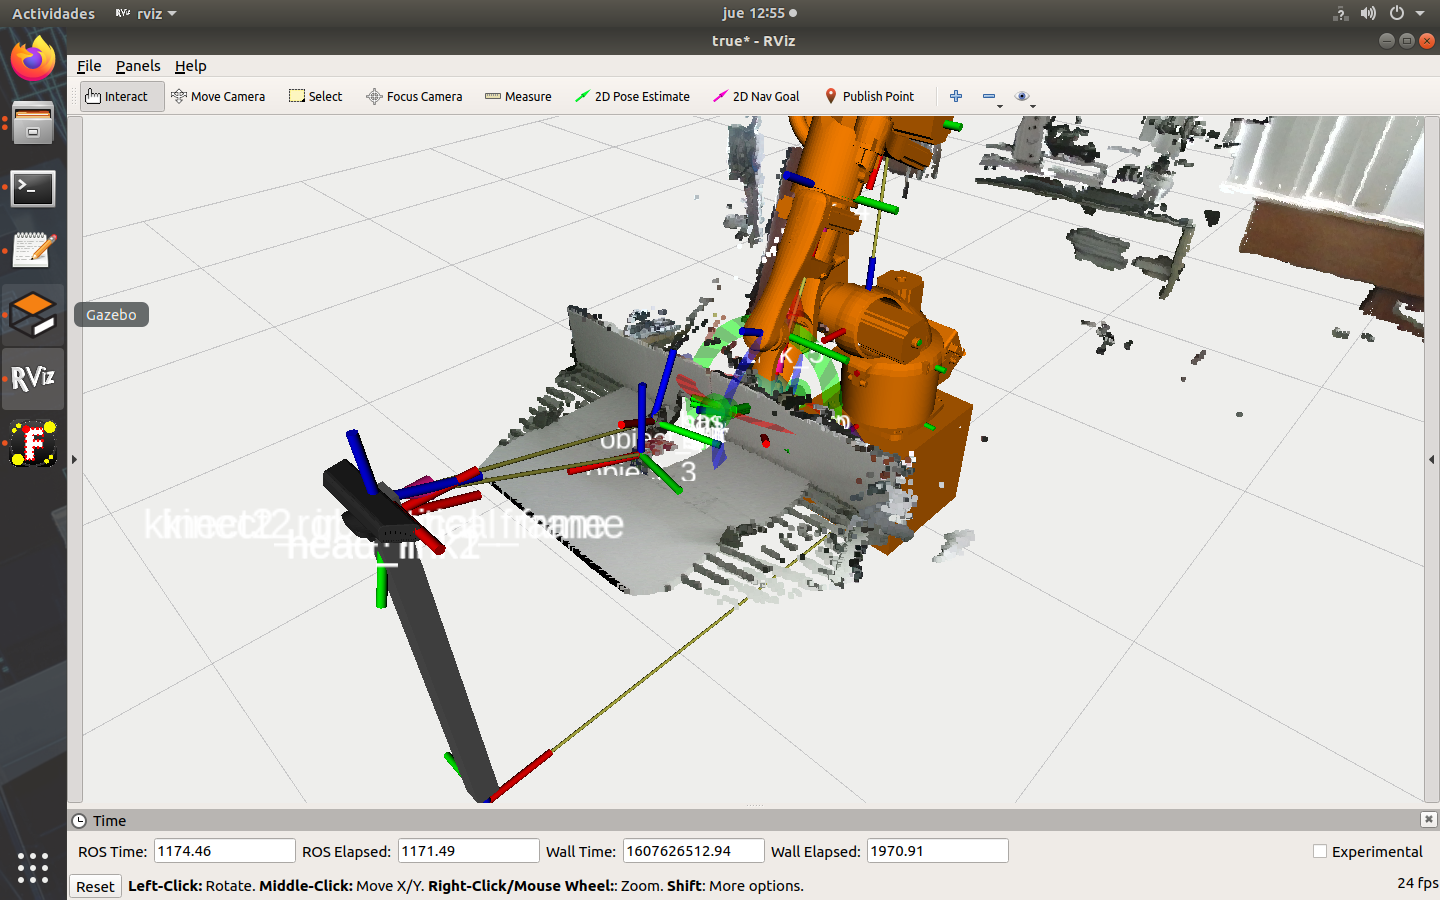 Actividades RViz rviz jue 12:55
true* - RViz
File Panels Help
Interact Move Camera Select Focus Camera Measure 2D Pose Estimate 2D Nav Goal Publish Point
Gazebo
RViz
F
3
head_link2
Time
ROS Time: 1174.46 ROS Elapsed: 1171.49 Wall Time: 1607626512.94 Wall Elapsed: 1970.91 Experimental
Reset Left-Click: Rotate. Middle-Click: Move X/Y. Right-Click/Mouse Wheel:: Zoom. Shift: More options. 24 fps